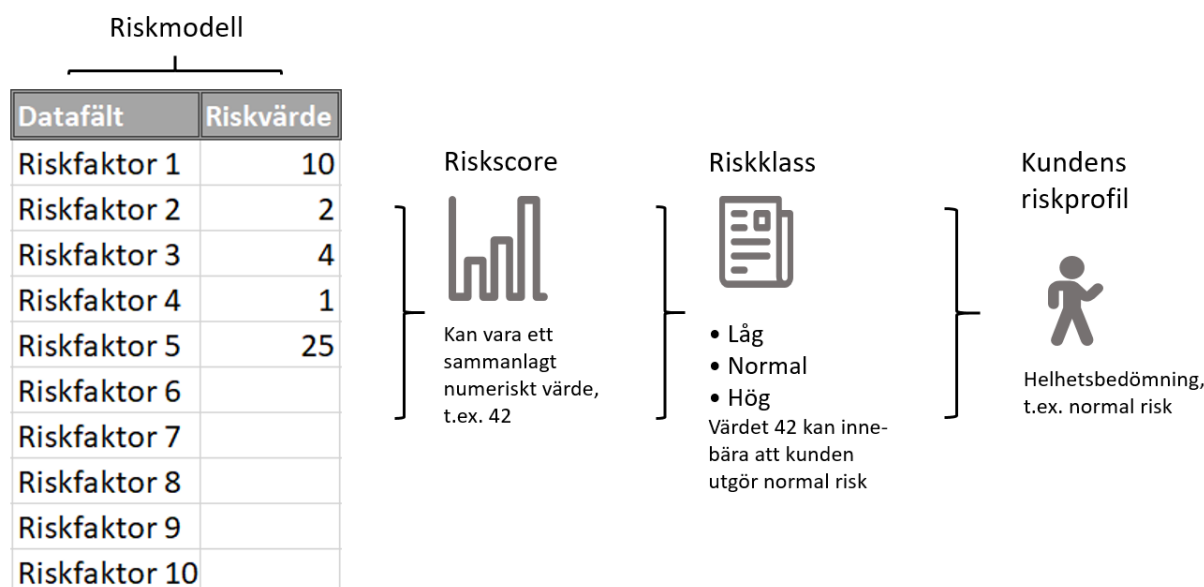 Riskmodell
Datafält Riskvärde
Riskfaktor 1 10
Riskfaktor 2 2
Riskfaktor 3 4
Riskfaktor 4 1
Riskfaktor 5 25
Riskfaktor 6
Riskfaktor 7
Riskfaktor 8
Riskfaktor 9
Riskfaktor 10
Riskscore
Kan vara ett
sammanlagt
numeriskt värde,
t.ex. 42
Riskklass
• Låg
• Normal
• Hög
Värdet 42 kan inne-
bära att kunden
utgör normal risk
Kundens
riskprofil
Helhetsbedömning,
t.ex. normal risk